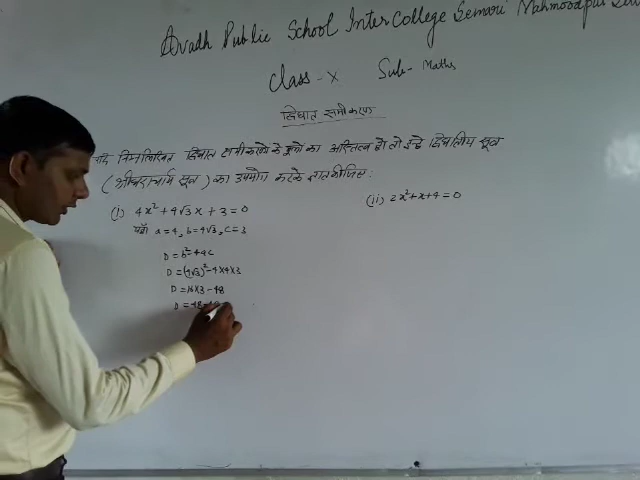 Avadh Public School Inter College Semari Mahmoodpur
Class - X Sub- Maths
द्विघात समीकरण
यदि निम्नलिखित द्विघात समीकरणों के मूलों का अस्तित्व हो तो इन्हें द्विघातीय सूत्र
(श्रीधराचार्य सूत्र) का उपयोग करके ज्ञात कीजिए:
(i) 4x²+4√3x+3=0
(ii) 2x²+x+4=0
यहाँ a=4, b=4√3, c=3
D=b²-4ac
D=(4√3)²-4×4×3
D=16×3-48
D=48-48